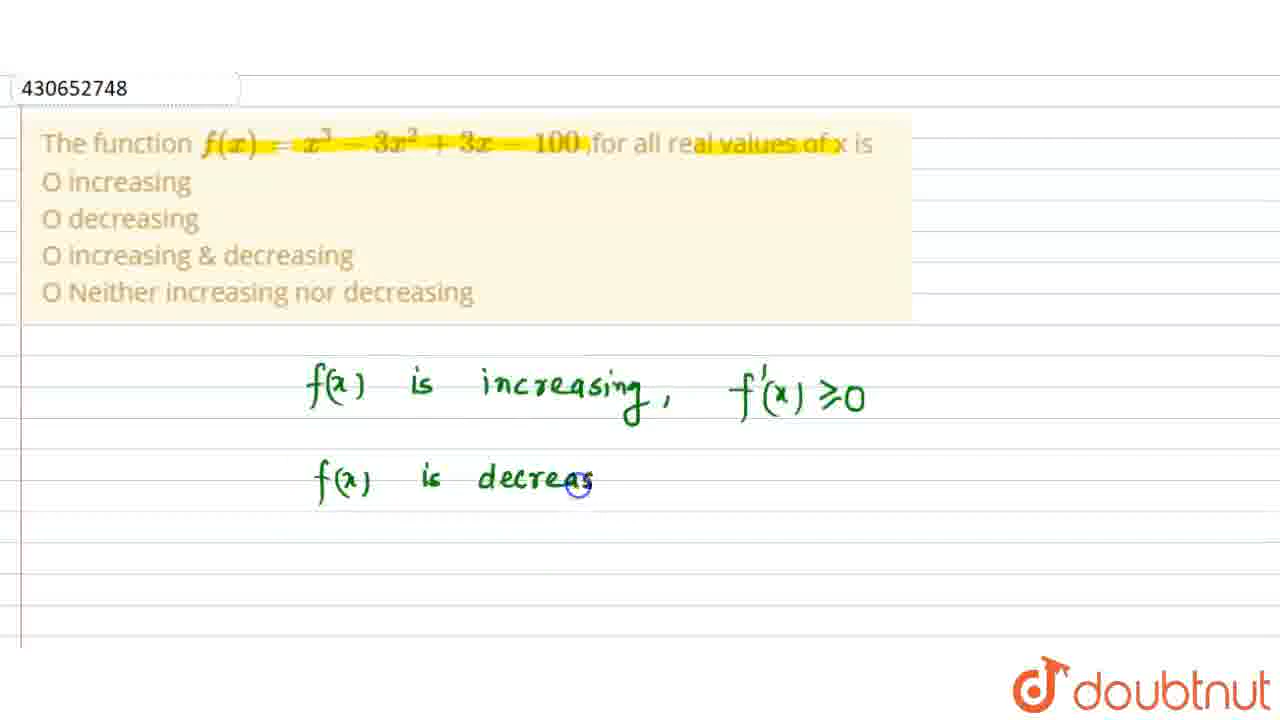 430652748
The function f(x) = x³ − 3x² + 3x − 100 ,for all real values of x is
O increasing
O decreasing
O increasing & decreasing
O Neither increasing nor decreasing
f(x) is increasing, f'(x) ⩾ 0
f(x) is decreas
doubtnut